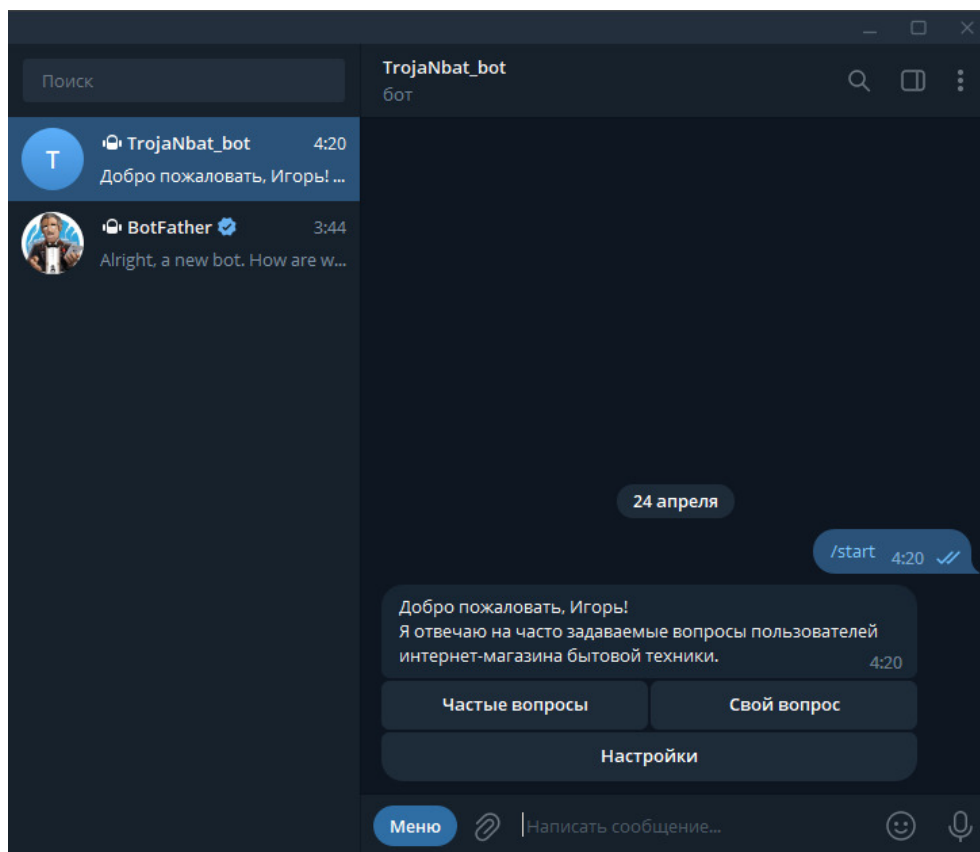 Поиск
T
TrojaNbat_bot 4:20
Добро пожаловать, Игорь! ...
BotFather 3:44
Alright, a new bot. How are w...
TrojaNbat_bot
бот
24 апреля
/start 4:20
Добро пожаловать, Игорь!
Я отвечаю на часто задаваемые вопросы пользователей
интернет-магазина бытовой техники.
4:20
Частые вопросы Свой вопрос
Настройки
Меню Написать сообщение...